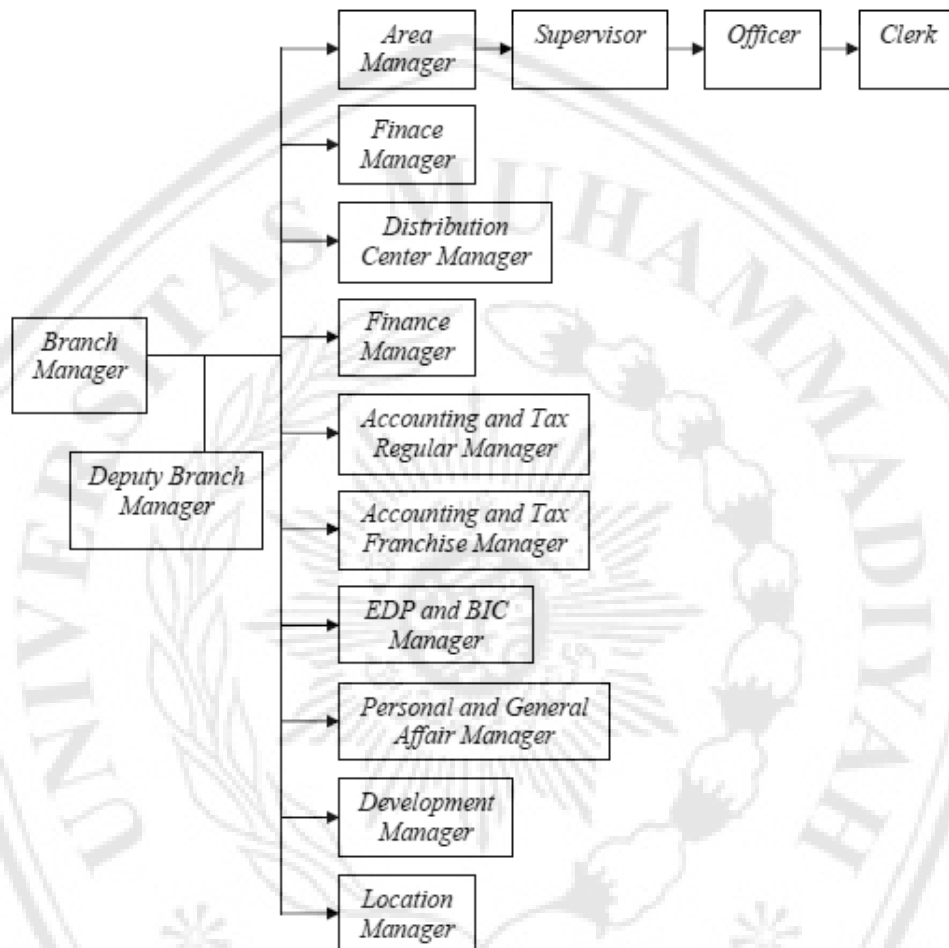 Area
Manager
Supervisor
Officer
Clerk
Finace
Manager
Distribution
Center Manager
Branch
Manager
Finance
Manager
Deputy Branch
Manager
Accounting and Tax
Regular Manager
Accounting and Tax
Franchise Manager
EDP and BIC
Manager
Personal and General
Affair Manager
Development
Manager
Location
Manager
UNIVERSITAS MUHAMMADIYAH